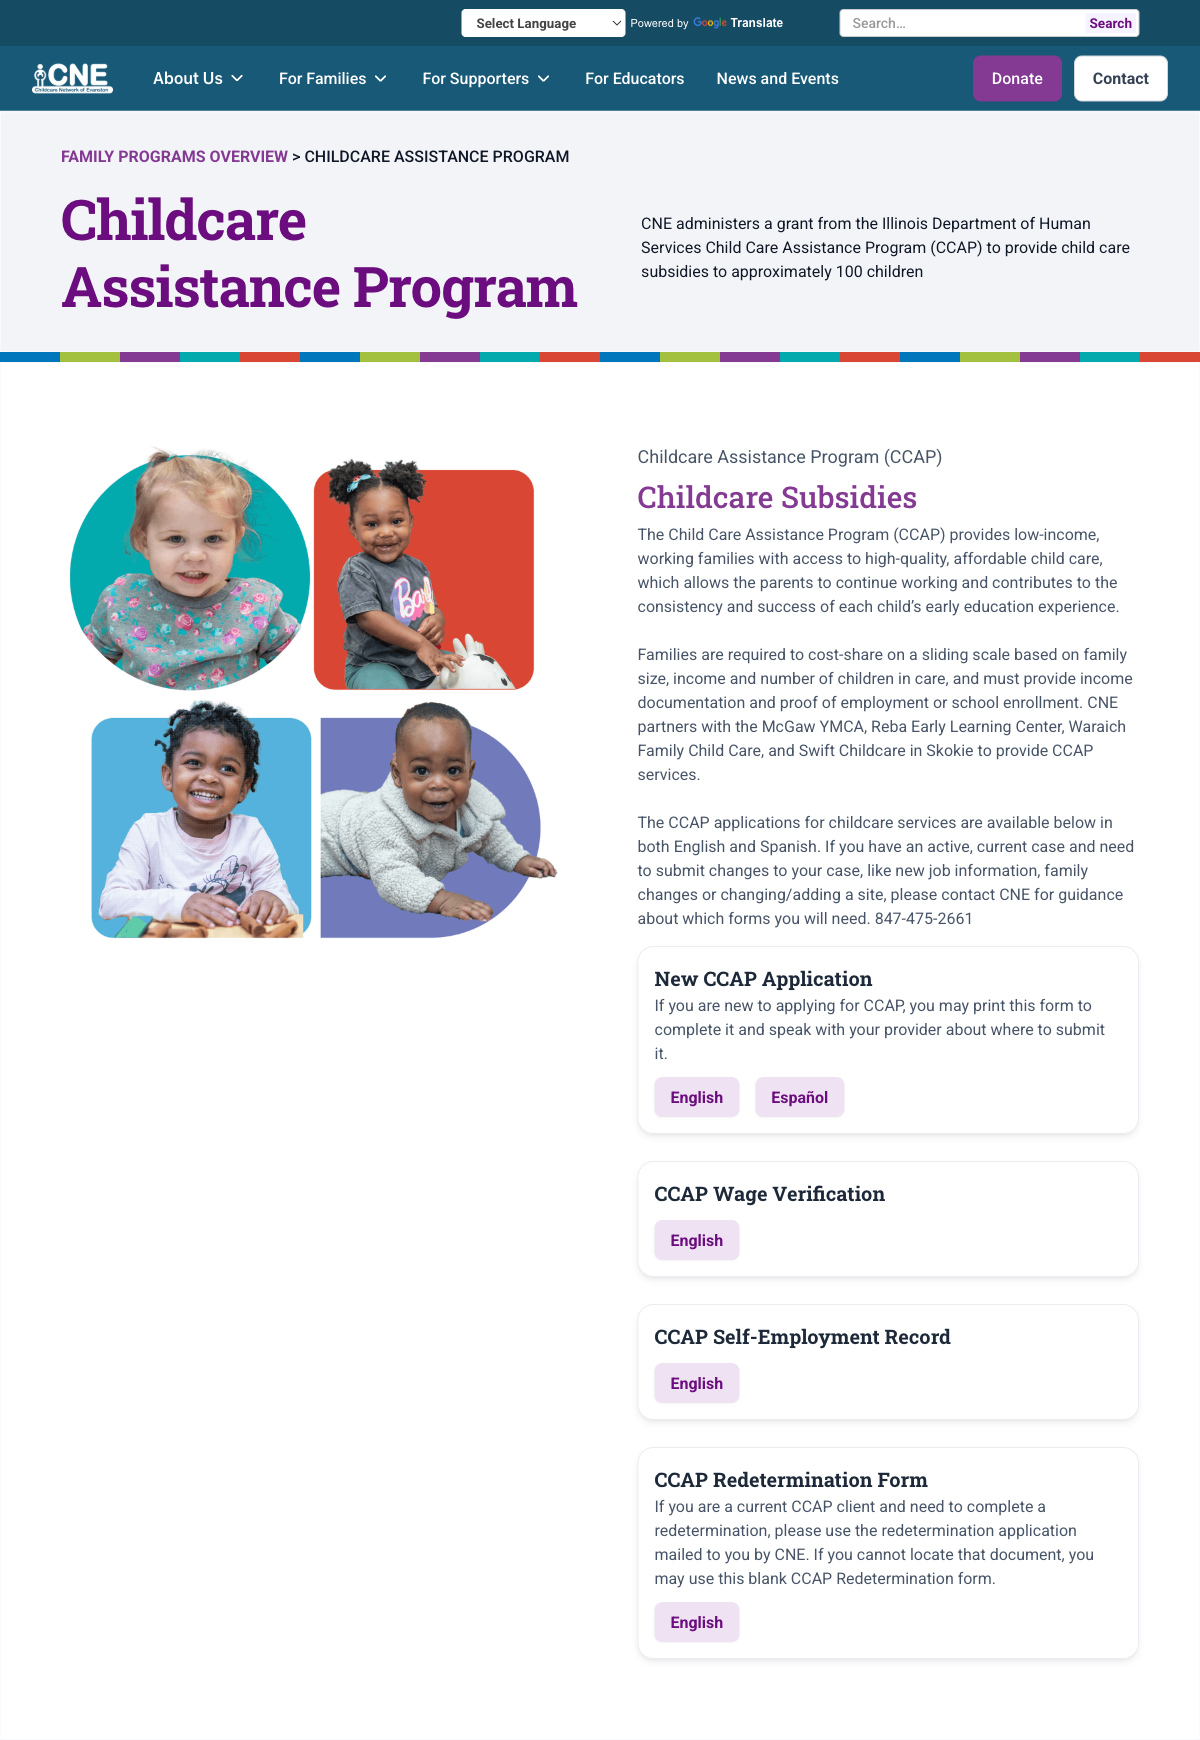 Select Language
Powered by Google Translate
Search...
Search
CNE
Childcare Network of Evanston
About Us
For Families
For Supporters
For Educators
News and Events
Donate
Contact
FAMILY PROGRAMS OVERVIEW > CHILDCARE ASSISTANCE PROGRAM
Childcare
Assistance Program
CNE administers a grant from the Illinois Department of Human
Services Child Care Assistance Program (CCAP) to provide child care
subsidies to approximately 100 children
Childcare Assistance Program (CCAP)
Childcare Subsidies
The Child Care Assistance Program (CCAP) provides low-income,
working families with access to high-quality, affordable child care,
which allows the parents to continue working and contributes to the
consistency and success of each child’s early education experience.
Families are required to cost-share on a sliding scale based on family
size, income and number of children in care, and must provide income
documentation and proof of employment or school enrollment. CNE
partners with the McGaw YMCA, Reba Early Learning Center, Waraich
Family Child Care, and Swift Childcare in Skokie to provide CCAP
services.
The CCAP applications for childcare services are available below in
both English and Spanish. If you have an active, current case and need
to submit changes to your case, like new job information, family
changes or changing/adding a site, please contact CNE for guidance
about which forms you will need. 847-475-2661
New CCAP Application
If you are new to applying for CCAP, you may print this form to
complete it and speak with your provider about where to submit
it.
English
Español
CCAP Wage Verification
English
CCAP Self-Employment Record
English
CCAP Redetermination Form
If you are a current CCAP client and need to complete a
redetermination, please use the redetermination application
mailed to you by CNE. If you cannot locate that document, you
may use this blank CCAP Redetermination form.
English